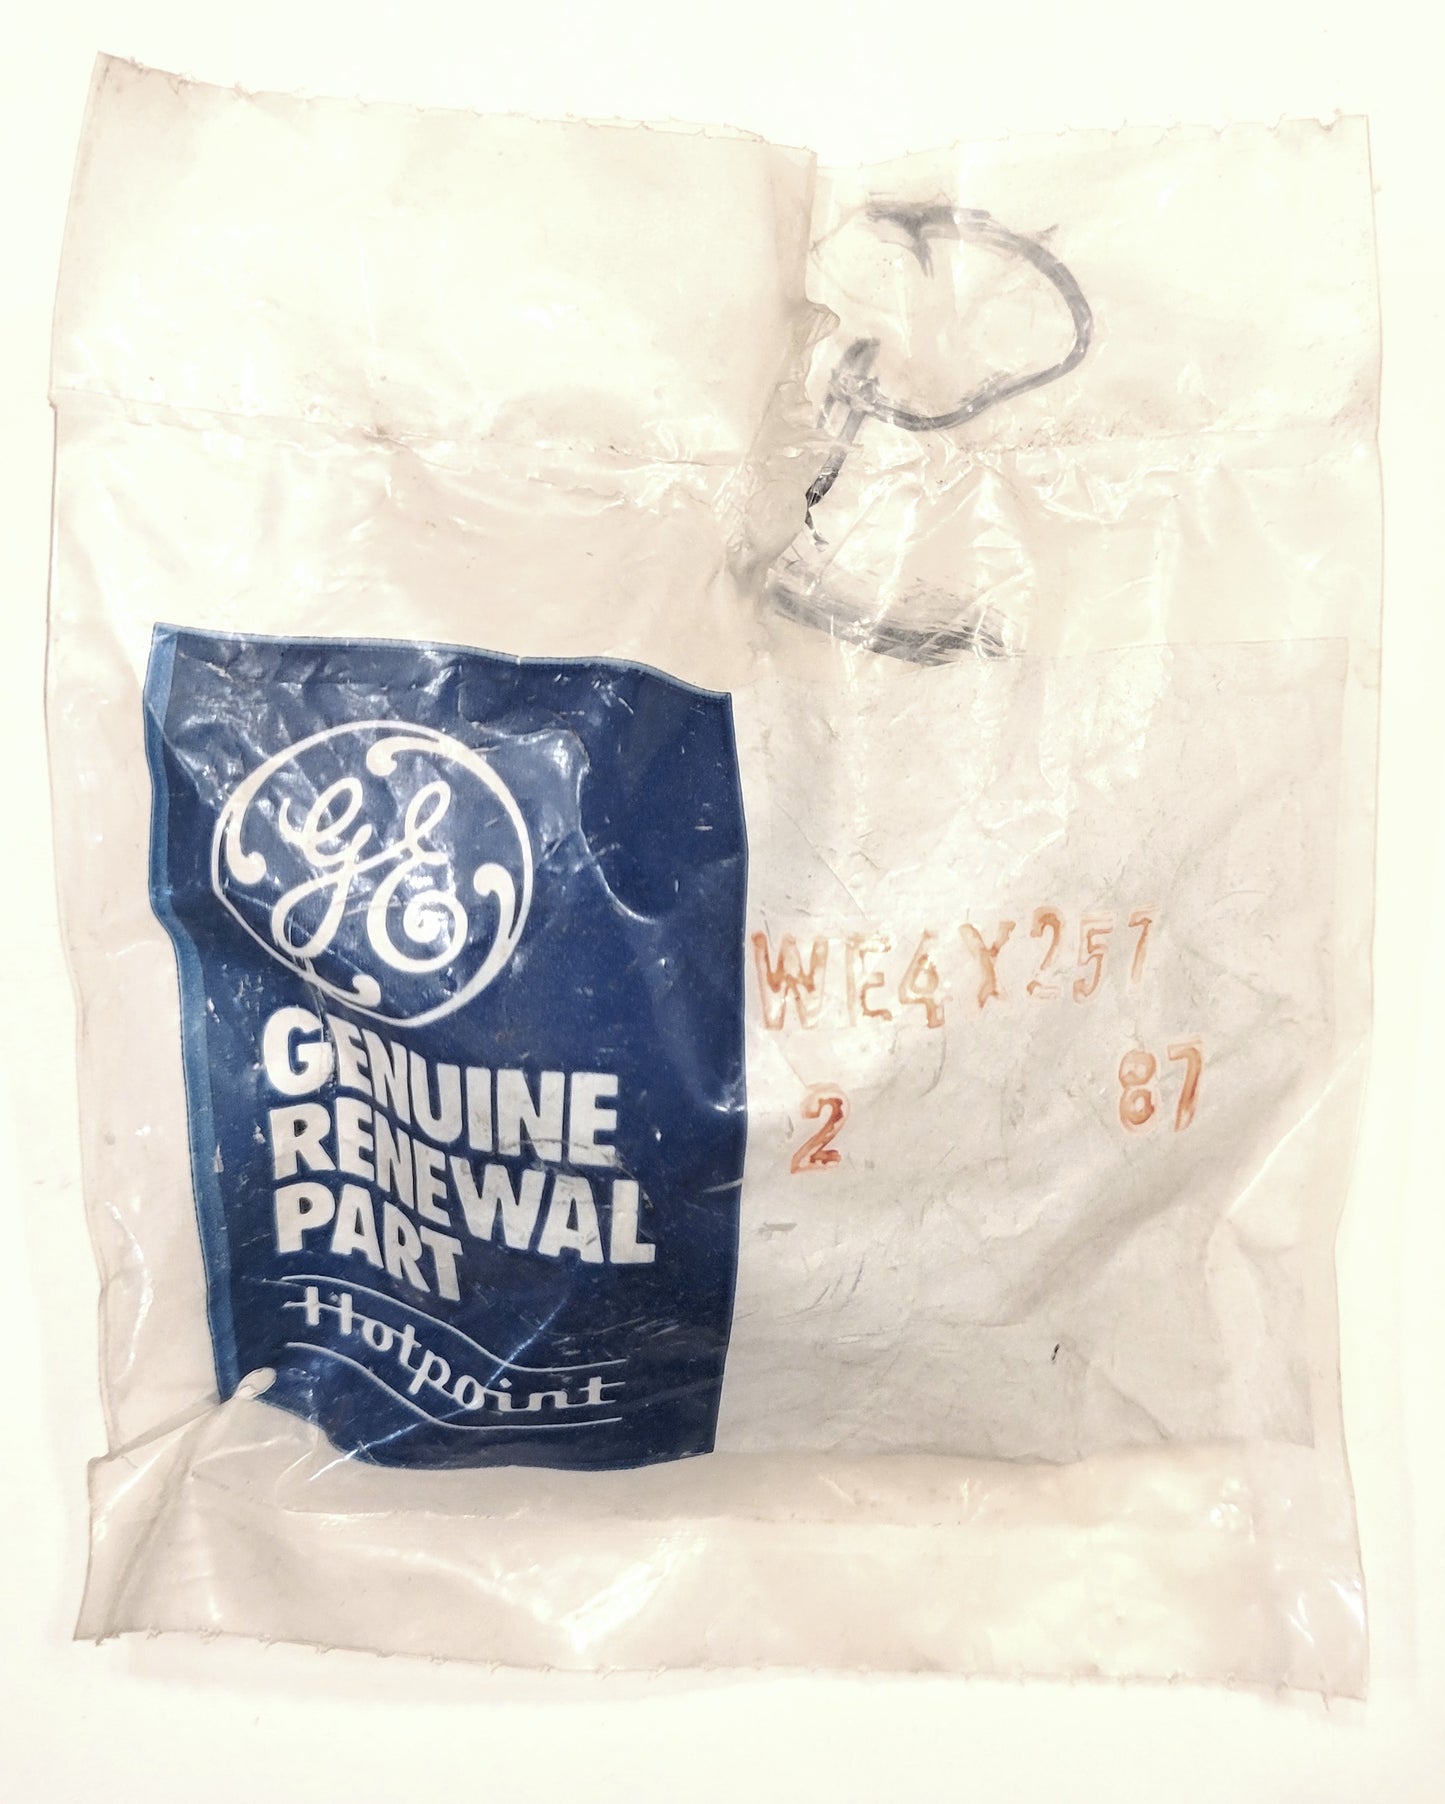 GE
GENUINE
RENEWAL
PART
Hotpoint
WE4X257
2 87